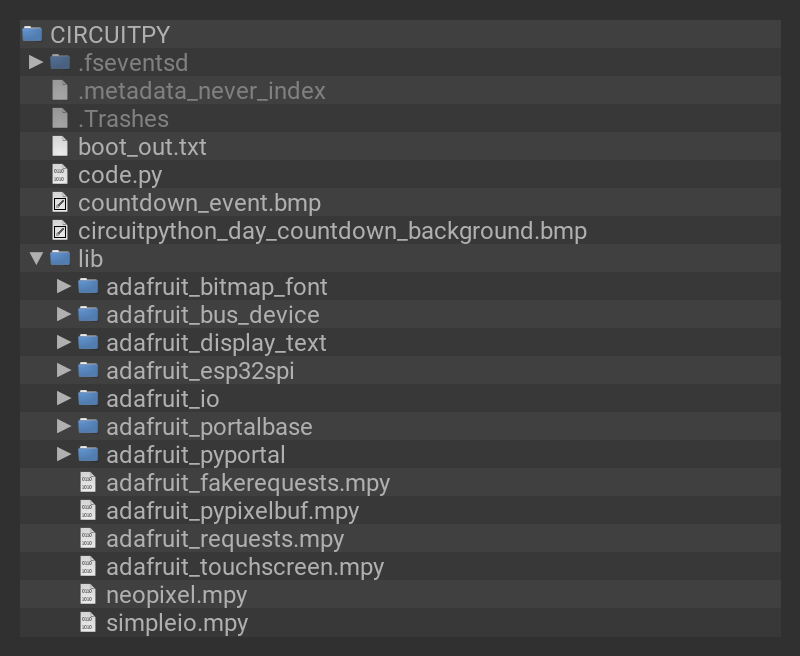 CIRCUITPY
.fseventsd
.metadata_never_index
.Trashes
boot_out.txt
code.py
countdown_event.bmp
circuitpython_day_countdown_background.bmp
lib
adafruit_bitmap_font
adafruit_bus_device
adafruit_display_text
adafruit_esp32spi
adafruit_io
adafruit_portalbase
adafruit_pyportal
adafruit_fakerequests.mpy
adafruit_pypixelbuf.mpy
adafruit_requests.mpy
adafruit_touchscreen.mpy
neopixel.mpy
simpleio.mpy